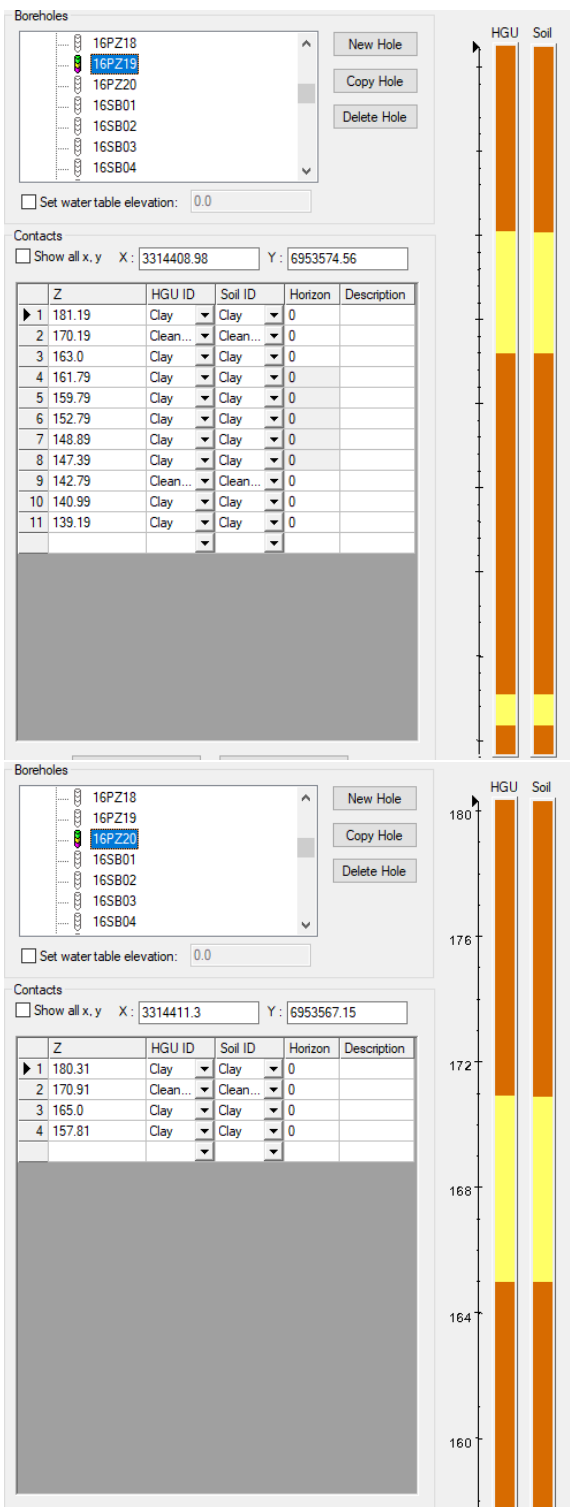 Boreholes
HGU Soil
16PZ18
New Hole
16PZ19
16PZ20
Copy Hole
16SB01
16SB02
Delete Hole
16SB03
16SB04
Set water table elevation: 0.0
Contacts
Show all x, y X : 3314408.98 Y : 6953574.56
Z HGU ID Soil ID Horizon Description
1 181.19 Clay Clay 0
2 170.19 Clean... Clean... 0
3 163.0 Clay Clay 0
4 161.79 Clay Clay 0
5 159.79 Clay Clay 0
6 152.79 Clay Clay 0
7 148.89 Clay Clay 0
8 147.39 Clay Clay 0
9 142.79 Clean... Clean... 0
10 140.99 Clay Clay 0
11 139.19 Clay Clay 0
Boreholes
HGU Soil
16PZ18
New Hole
16PZ19
16PZ20
Copy Hole
16SB01
16SB02
Delete Hole
16SB03
16SB04
Set water table elevation: 0.0
Contacts
Show all x, y X : 3314411.3 Y : 6953567.15
Z HGU ID Soil ID Horizon Description
1 180.31 Clay Clay 0
2 170.91 Clean... Clean... 0
3 165.0 Clay Clay 0
4 157.81 Clay Clay 0
180
176
172
168
164
160